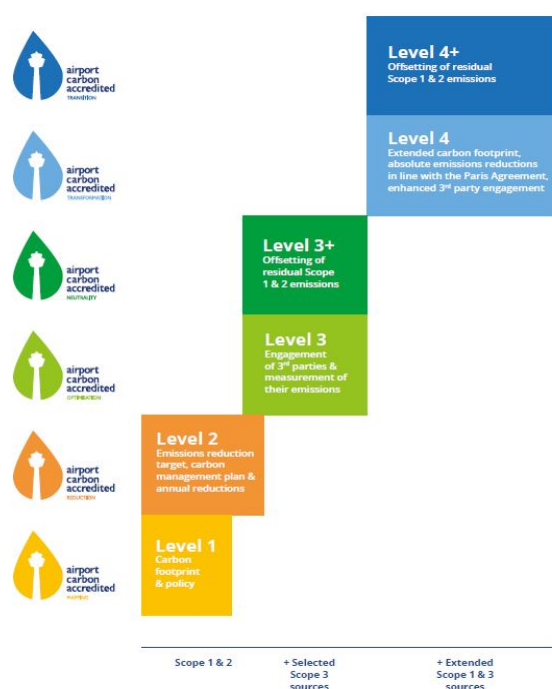 airport
carbon
accredited
TRANSITION
Level 4+
Offsetting of residual
Scope 1 & 2 emissions
airport
carbon
accredited
TRANSFORMATION
Level 4
Extended carbon footprint,
absolute emissions reductions
in line with the Paris Agreement,
enhanced 3rd party engagement
airport
carbon
accredited
NEUTRALITY
Level 3+
Offsetting of
residual Scope
1 & 2 emissions
airport
carbon
accredited
OPTIMISATION
Level 3
Engagement
of 3rd parties &
measurement of
their emissions
airport
carbon
accredited
REDUCTION
Level 2
Emissions reduction
target, carbon
management plan &
annual reductions
airport
carbon
accredited
MAPPING
Level 1
Carbon
footprint
& policy
Scope 1 & 2
+ Selected
Scope 3
sources
+ Extended
Scope 1 & 3
sources